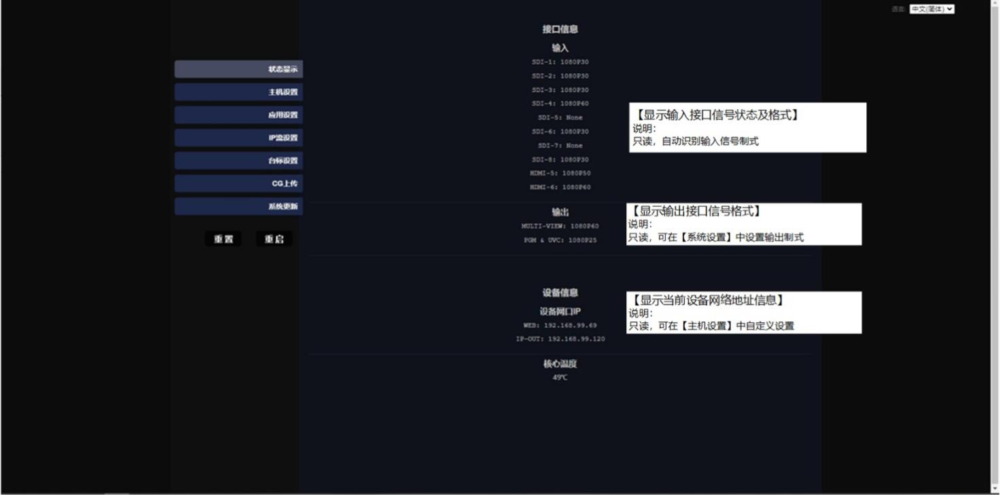 语言: 中文(简体)
接口信息
输入
SDI-1: 1080P30
SDI-2: 1080P30
SDI-3: 1080P30
SDI-4: 1080P60
SDI-5: None
SDI-6: 1080P30
SDI-7: None
SDI-8: 1080P30
HDMI-5: 1080P50
HDMI-6: 1080P60
状态显示
主机设置
应用设置
IP流设置
台标设置
CG上传
系统更新
重置 重启
【显示输入接口信号状态及格式】
说明:
只读，自动识别输入信号制式
输出
MULTI-VIEW: 1080P60
PGM & UVC: 1080P25
【显示输出接口信号格式】
说明:
只读，可在【系统设置】中设置输出制式
设备信息
设备网口IP
WEB: 192.168.99.69
IP-OUT: 192.168.99.120
【显示当前设备网络地址信息】
说明:
只读，可在【主机设置】中自定义设置
核心温度
49℃